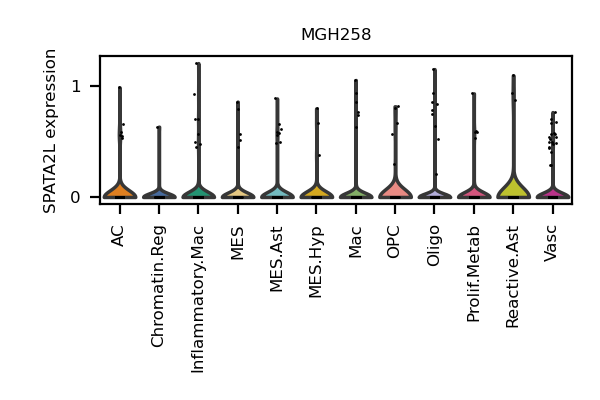 MGH258
SPATA2L expression
1
0
AC
Chromatin.Reg
Inflammatory.Mac
MES
MES.Ast
MES.Hyp
Mac
OPC
Oligo
Prolif.Metab
Reactive.Ast
Vasc